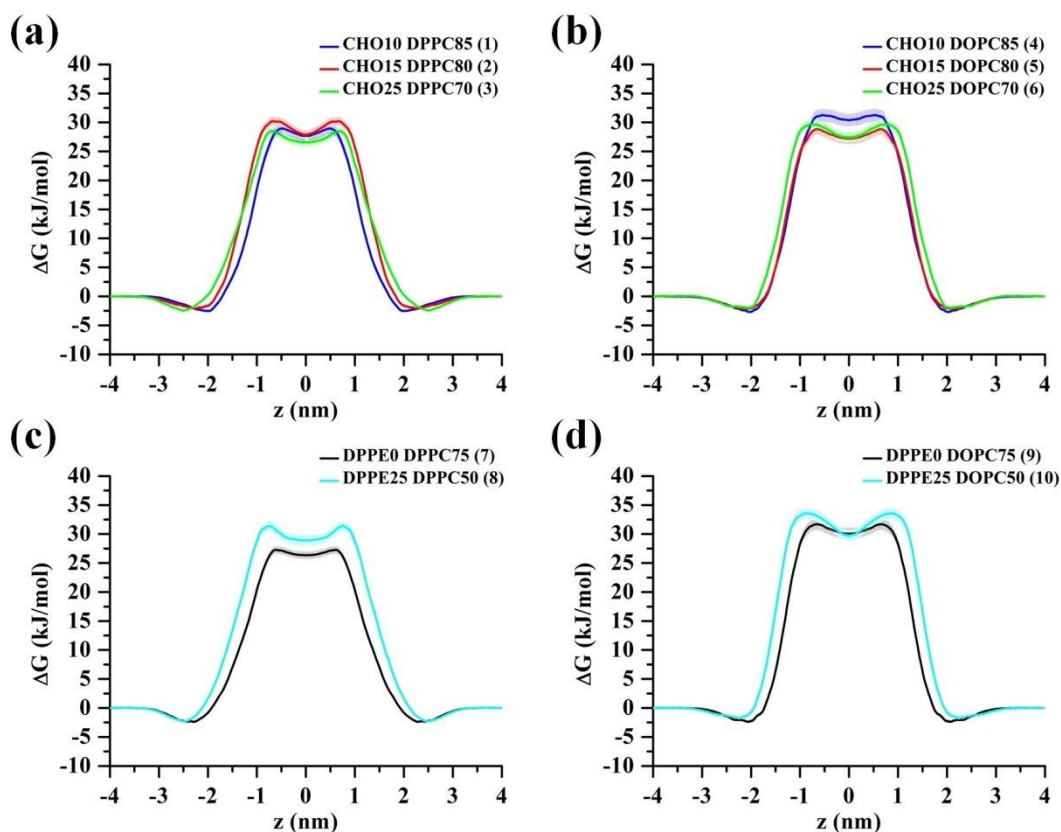 (a)
CHO10 DPPC85 (1)
CHO15 DPPC80 (2)
CHO25 DPPC70 (3)
40
35
30
25
20
15
10
5
0
-5
-10
ΔG (kJ/mol)
-4 -3 -2 -1 0 1 2 3 4
z (nm)
(b)
CHO10 DOPC85 (4)
CHO15 DOPC80 (5)
CHO25 DOPC70 (6)
40
35
30
25
20
15
10
5
0
-5
-10
ΔG (kJ/mol)
-4 -3 -2 -1 0 1 2 3 4
z (nm)
(c)
DPPE0 DPPC75 (7)
DPPE25 DPPC50 (8)
40
35
30
25
20
15
10
5
0
-5
-10
ΔG (kJ/mol)
-4 -3 -2 -1 0 1 2 3 4
z (nm)
(d)
DPPE0 DOPC75 (9)
DPPE25 DOPC50 (10)
40
35
30
25
20
15
10
5
0
-5
-10
ΔG (kJ/mol)
-4 -3 -2 -1 0 1 2 3 4
z (nm)